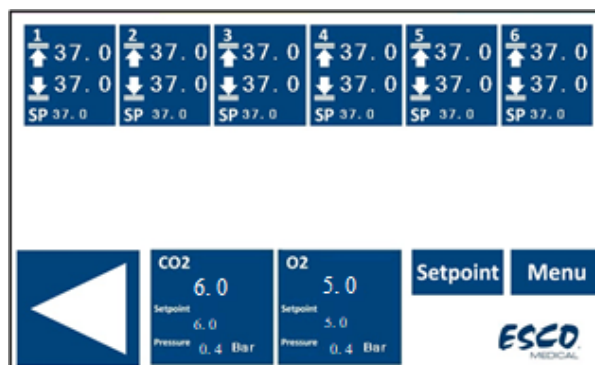 1 2 3 4 5 6
37.0 37.0 37.0 37.0 37.0 37.0
37.0 37.0 37.0 37.0 37.0 37.0
SP 37.0 SP 37.0 SP 37.0 SP 37.0 SP 37.0 SP 37.0
CO2
6.0
Setpoint
6.0
Pressure 0.4 Bar
O2
5.0
Setpoint
5.0
Pressure 0.4 Bar
Setpoint
Menu
ESCO
MEDICAL